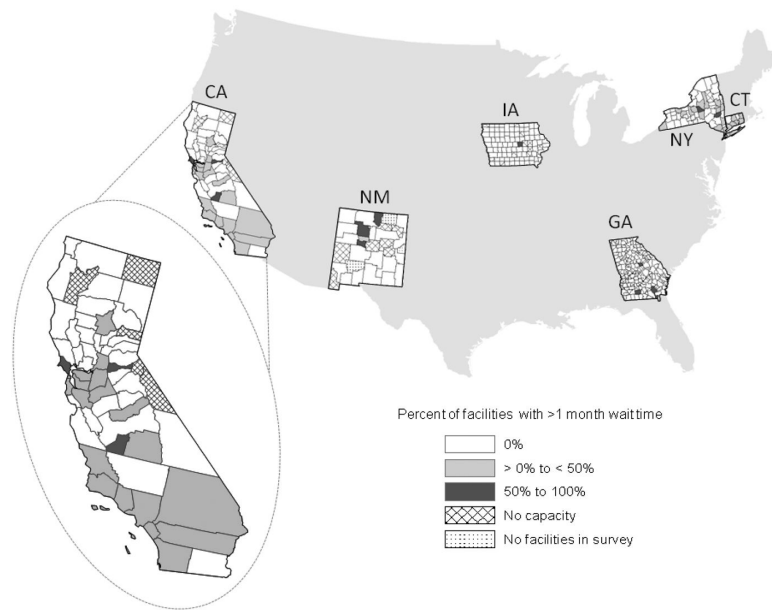 CA
IA
CT
NY
NM
GA
Percent of facilities with >1 month wait time
0%
> 0% to < 50%
50% to 100%
No capacity
No facilities in survey